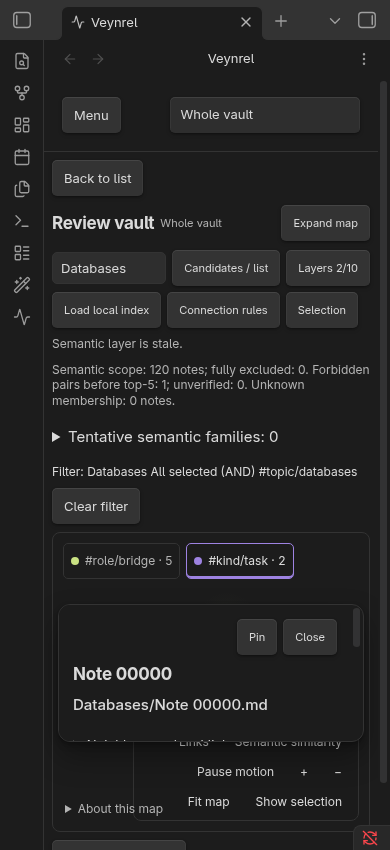 Veynrel
Veynrel
Menu
Whole vault
Back to list
Review vault Whole vault
Expand map
Databases
Candidates / list
Layers 2/10
Load local index
Connection rules
Selection
Semantic layer is stale.
Semantic scope: 120 notes; fully excluded: 0. Forbidden
pairs before top-5: 1; unverified: 0. Unknown
membership: 0 notes.
Tentative semantic families: 0
Filter: Databases All selected (AND) #topic/databases
Clear filter
#role/bridge · 5
#kind/task · 2
Pin
Close
Note 00000
Databases/Note 00000.md
Links Semantic similarity
Pause motion + −
About this map
Fit map
Show selection